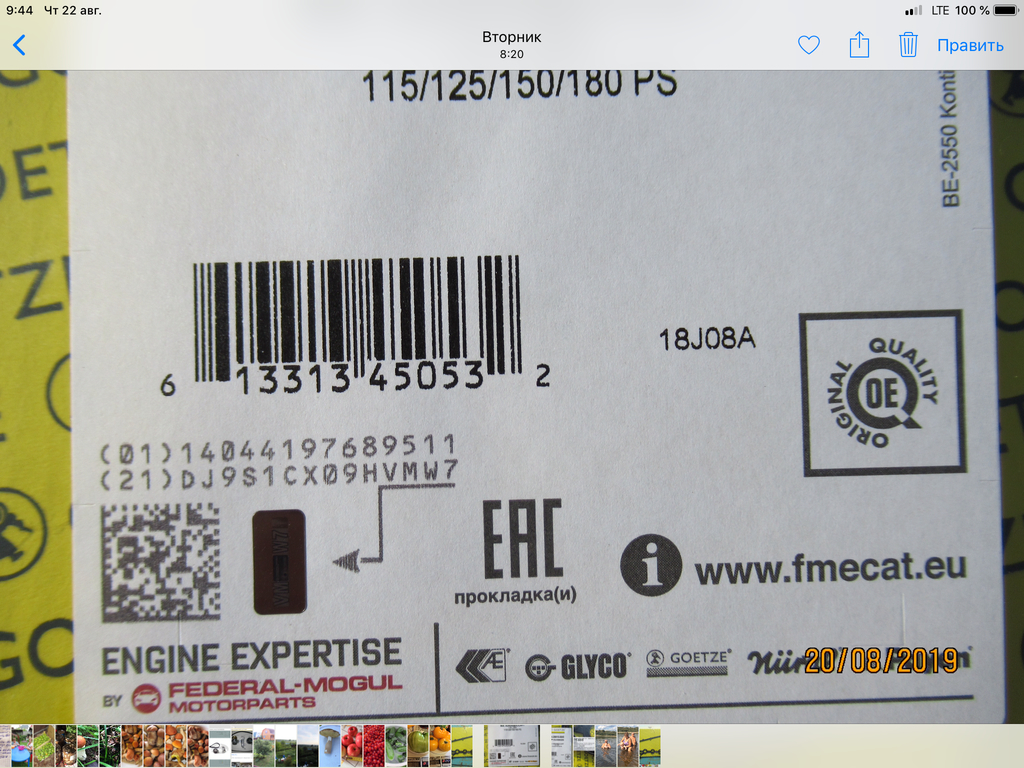 9:44 Чт 22 авг.
LTE 100 %
Вторник
8:20
Править
115/125/150/180 PS
BE-2550 Konti
6 13313 45053 2
18J08A
ORIGINAL QUALITY
OE
(01)14044197689511
(21)DJ9S1CX09HVMW7
EAC
прокладка(и)
i www.fmecat.eu
ENGINE EXPERTISE
BY FEDERAL-MOGUL
MOTORPARTS
AE GLYCO GOETZE
20/08/2019